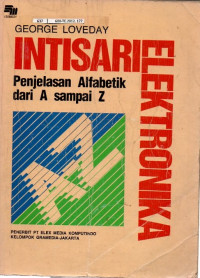 GEORGE LOVEDAY
INTISARI
ELEKTRONIKA
Penjelasan Alfabetik
dari A sampai Z
PENERBIT PT ELEX MEDIA KOMPUTINDO
KELOMPOK GRAMEDIA-JAKARTA